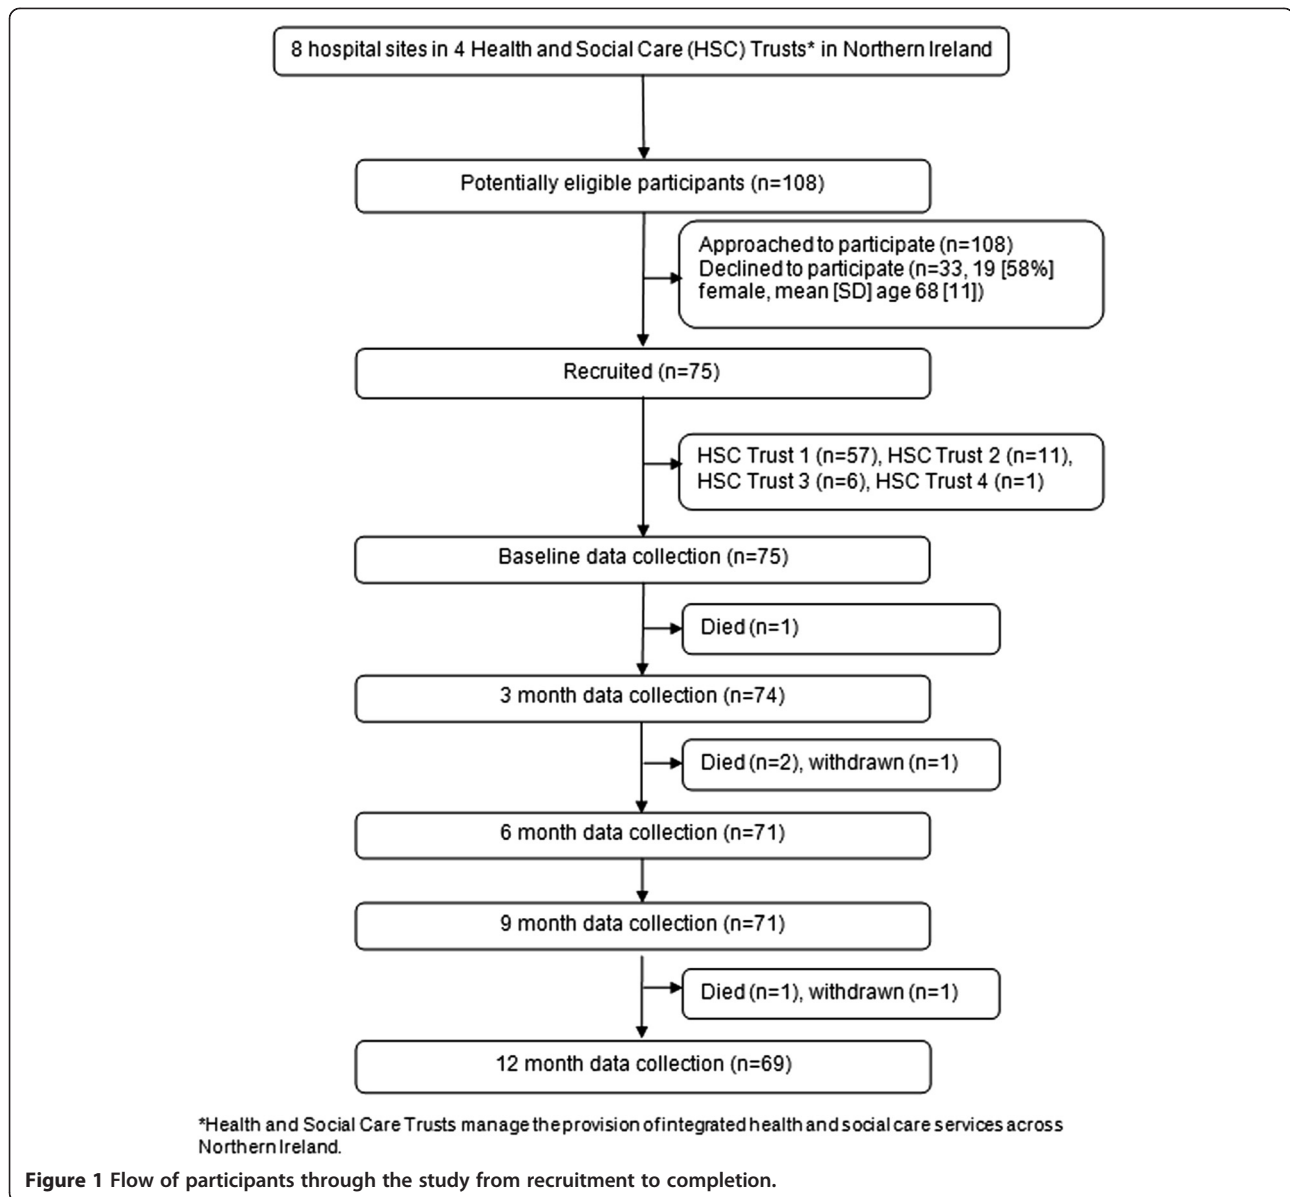 8 hospital sites in 4 Health and Social Care (HSC) Trusts* in Northern Ireland
Potentially eligible participants (n=108)
Approached to participate (n=108)
Declined to participate (n=33, 19 [58%]
female, mean [SD] age 68 [11])
Recruited (n=75)
HSC Trust 1 (n=57), HSC Trust 2 (n=11),
HSC Trust 3 (n=6), HSC Trust 4 (n=1)
Baseline data collection (n=75)
Died (n=1)
3 month data collection (n=74)
Died (n=2), withdrawn (n=1)
6 month data collection (n=71)
9 month data collection (n=71)
Died (n=1), withdrawn (n=1)
12 month data collection (n=69)
*Health and Social Care Trusts manage the provision of integrated health and social care services across
Northern Ireland.
Figure 1 Flow of participants through the study from recruitment to completion.